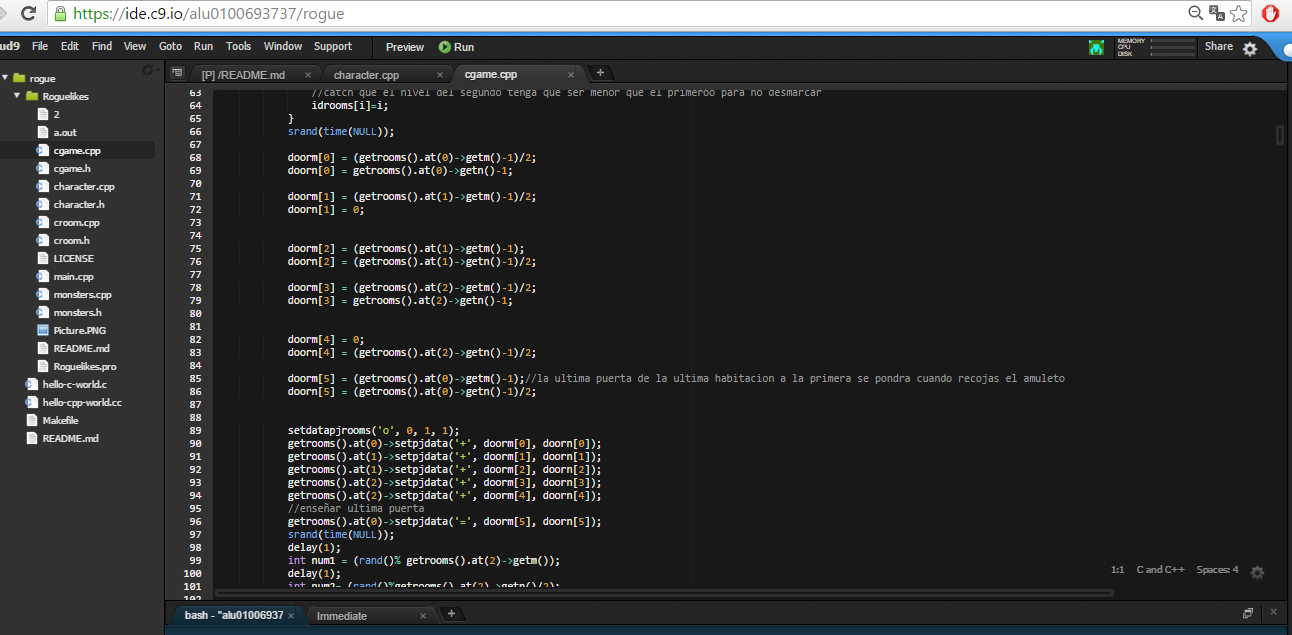 https://ide.c9.io/alu0100693737/rogue
ud9 File Edit Find View Goto Run Tools Window Support Preview Run MEMORY CPU DISK Share
rogue
Roguelikes
2
a.out
cgame.cpp
cgame.h
character.cpp
character.h
croom.cpp
croom.h
LICENSE
main.cpp
monsters.cpp
monsters.h
Picture.PNG
README.md
Roguelikes.pro
hello-c-world.c
hello-cpp-world.cc
Makefile
README.md
[P] /README.md × character.cpp × cgame.cpp × +
63 //catch que el nivel del segundo tenga que ser menor que el primeroo para no desmarcar
64 idrooms[i]=i;
65 }
66 srand(time(NULL));
67
68 doorm[0] = (getrooms().at(0)->getm()-1)/2;
69 doorn[0] = getrooms().at(0)->getn()-1;
70
71 doorm[1] = (getrooms().at(1)->getm()-1)/2;
72 doorn[1] = 0;
73
74
75 doorm[2] = (getrooms().at(1)->getm()-1);
76 doorn[2] = (getrooms().at(1)->getn()-1)/2;
77
78 doorm[3] = (getrooms().at(2)->getm()-1)/2;
79 doorn[3] = getrooms().at(2)->getn()-1;
80
81
82 doorm[4] = 0;
83 doorn[4] = (getrooms().at(2)->getn()-1)/2;
84
85 doorm[5] = (getrooms().at(0)->getm()-1);//la ultima puerta de la ultima habitacion a la primera se pondra cuando recojas el amuleto
86 doorn[5] = (getrooms().at(0)->getn()-1)/2;
87
88
89 setdatapjrooms('o', 0, 1, 1);
90 getrooms().at(0)->setpjdata('+', doorm[0], doorn[0]);
91 getrooms().at(1)->setpjdata('+', doorm[1], doorn[1]);
92 getrooms().at(1)->setpjdata('+', doorm[2], doorn[2]);
93 getrooms().at(2)->setpjdata('+', doorm[3], doorn[3]);
94 getrooms().at(2)->setpjdata('+', doorm[4], doorn[4]);
95 //enseñar ultima puerta
96 getrooms().at(0)->setpjdata('=', doorm[5], doorn[5]);
97 srand(time(NULL));
98 delay(1);
99 int num1 = (rand()% getrooms().at(2)->getm());
100 delay(1);
101 int num2= (rand()%getrooms().at(2)->getn()/2);
102
1:1 C and C++ Spaces: 4
bash - "alu01006937 × Immediate × +